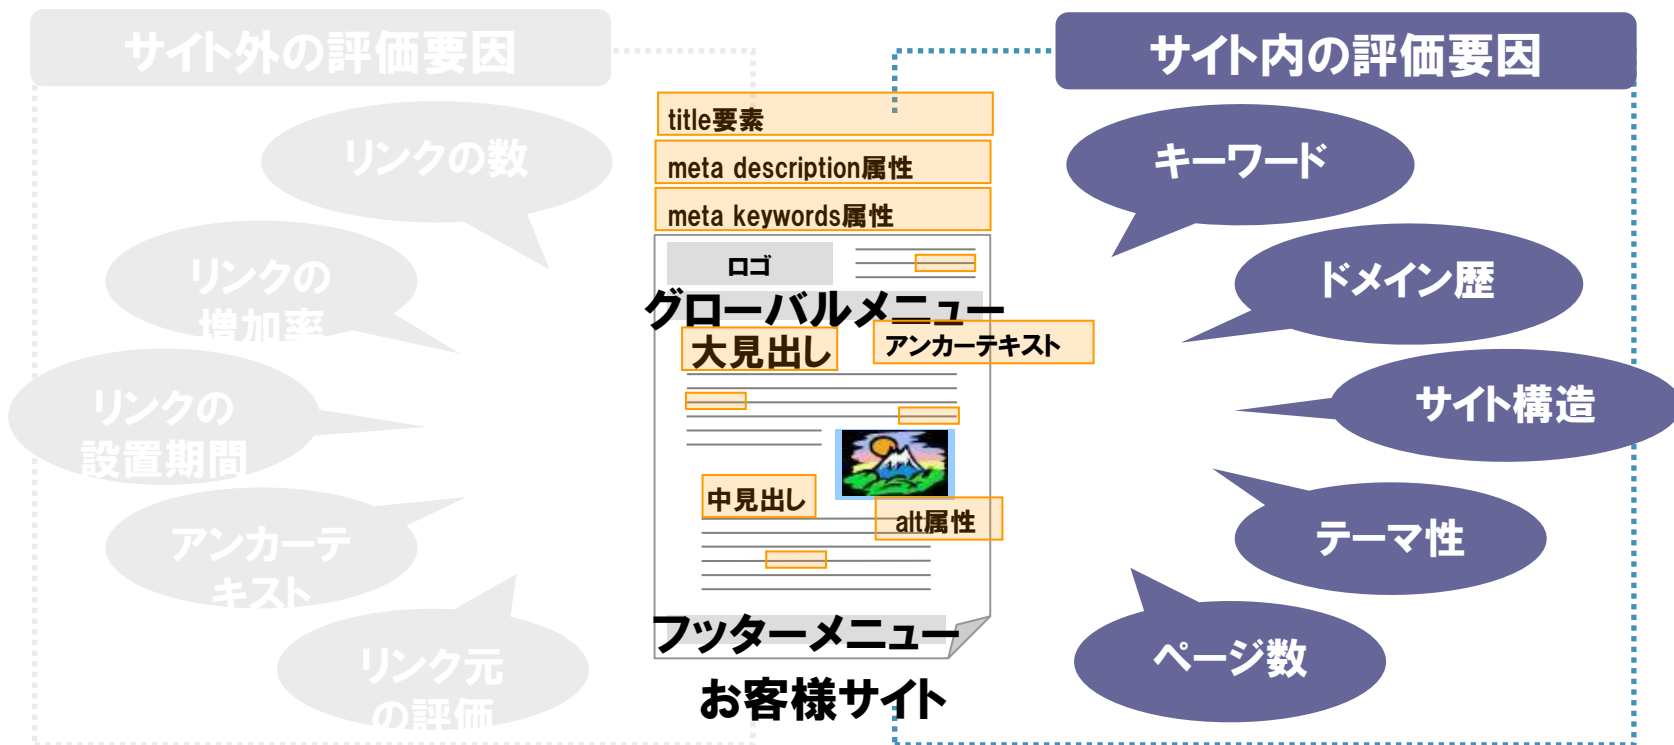 サイト外の評価要因
リンクの数
リンクの
増加率
リンクの
設置期間
アンカーテ
キスト
リンク元
の評価
title要素
meta description属性
meta keywords属性
ロゴ
グローバルメニュー
大見出し
アンカーテキスト
中見出し
alt属性
フッターメニュー
お客様サイト
サイト内の評価要因
キーワード
ドメイン歴
サイト構造
テーマ性
ページ数